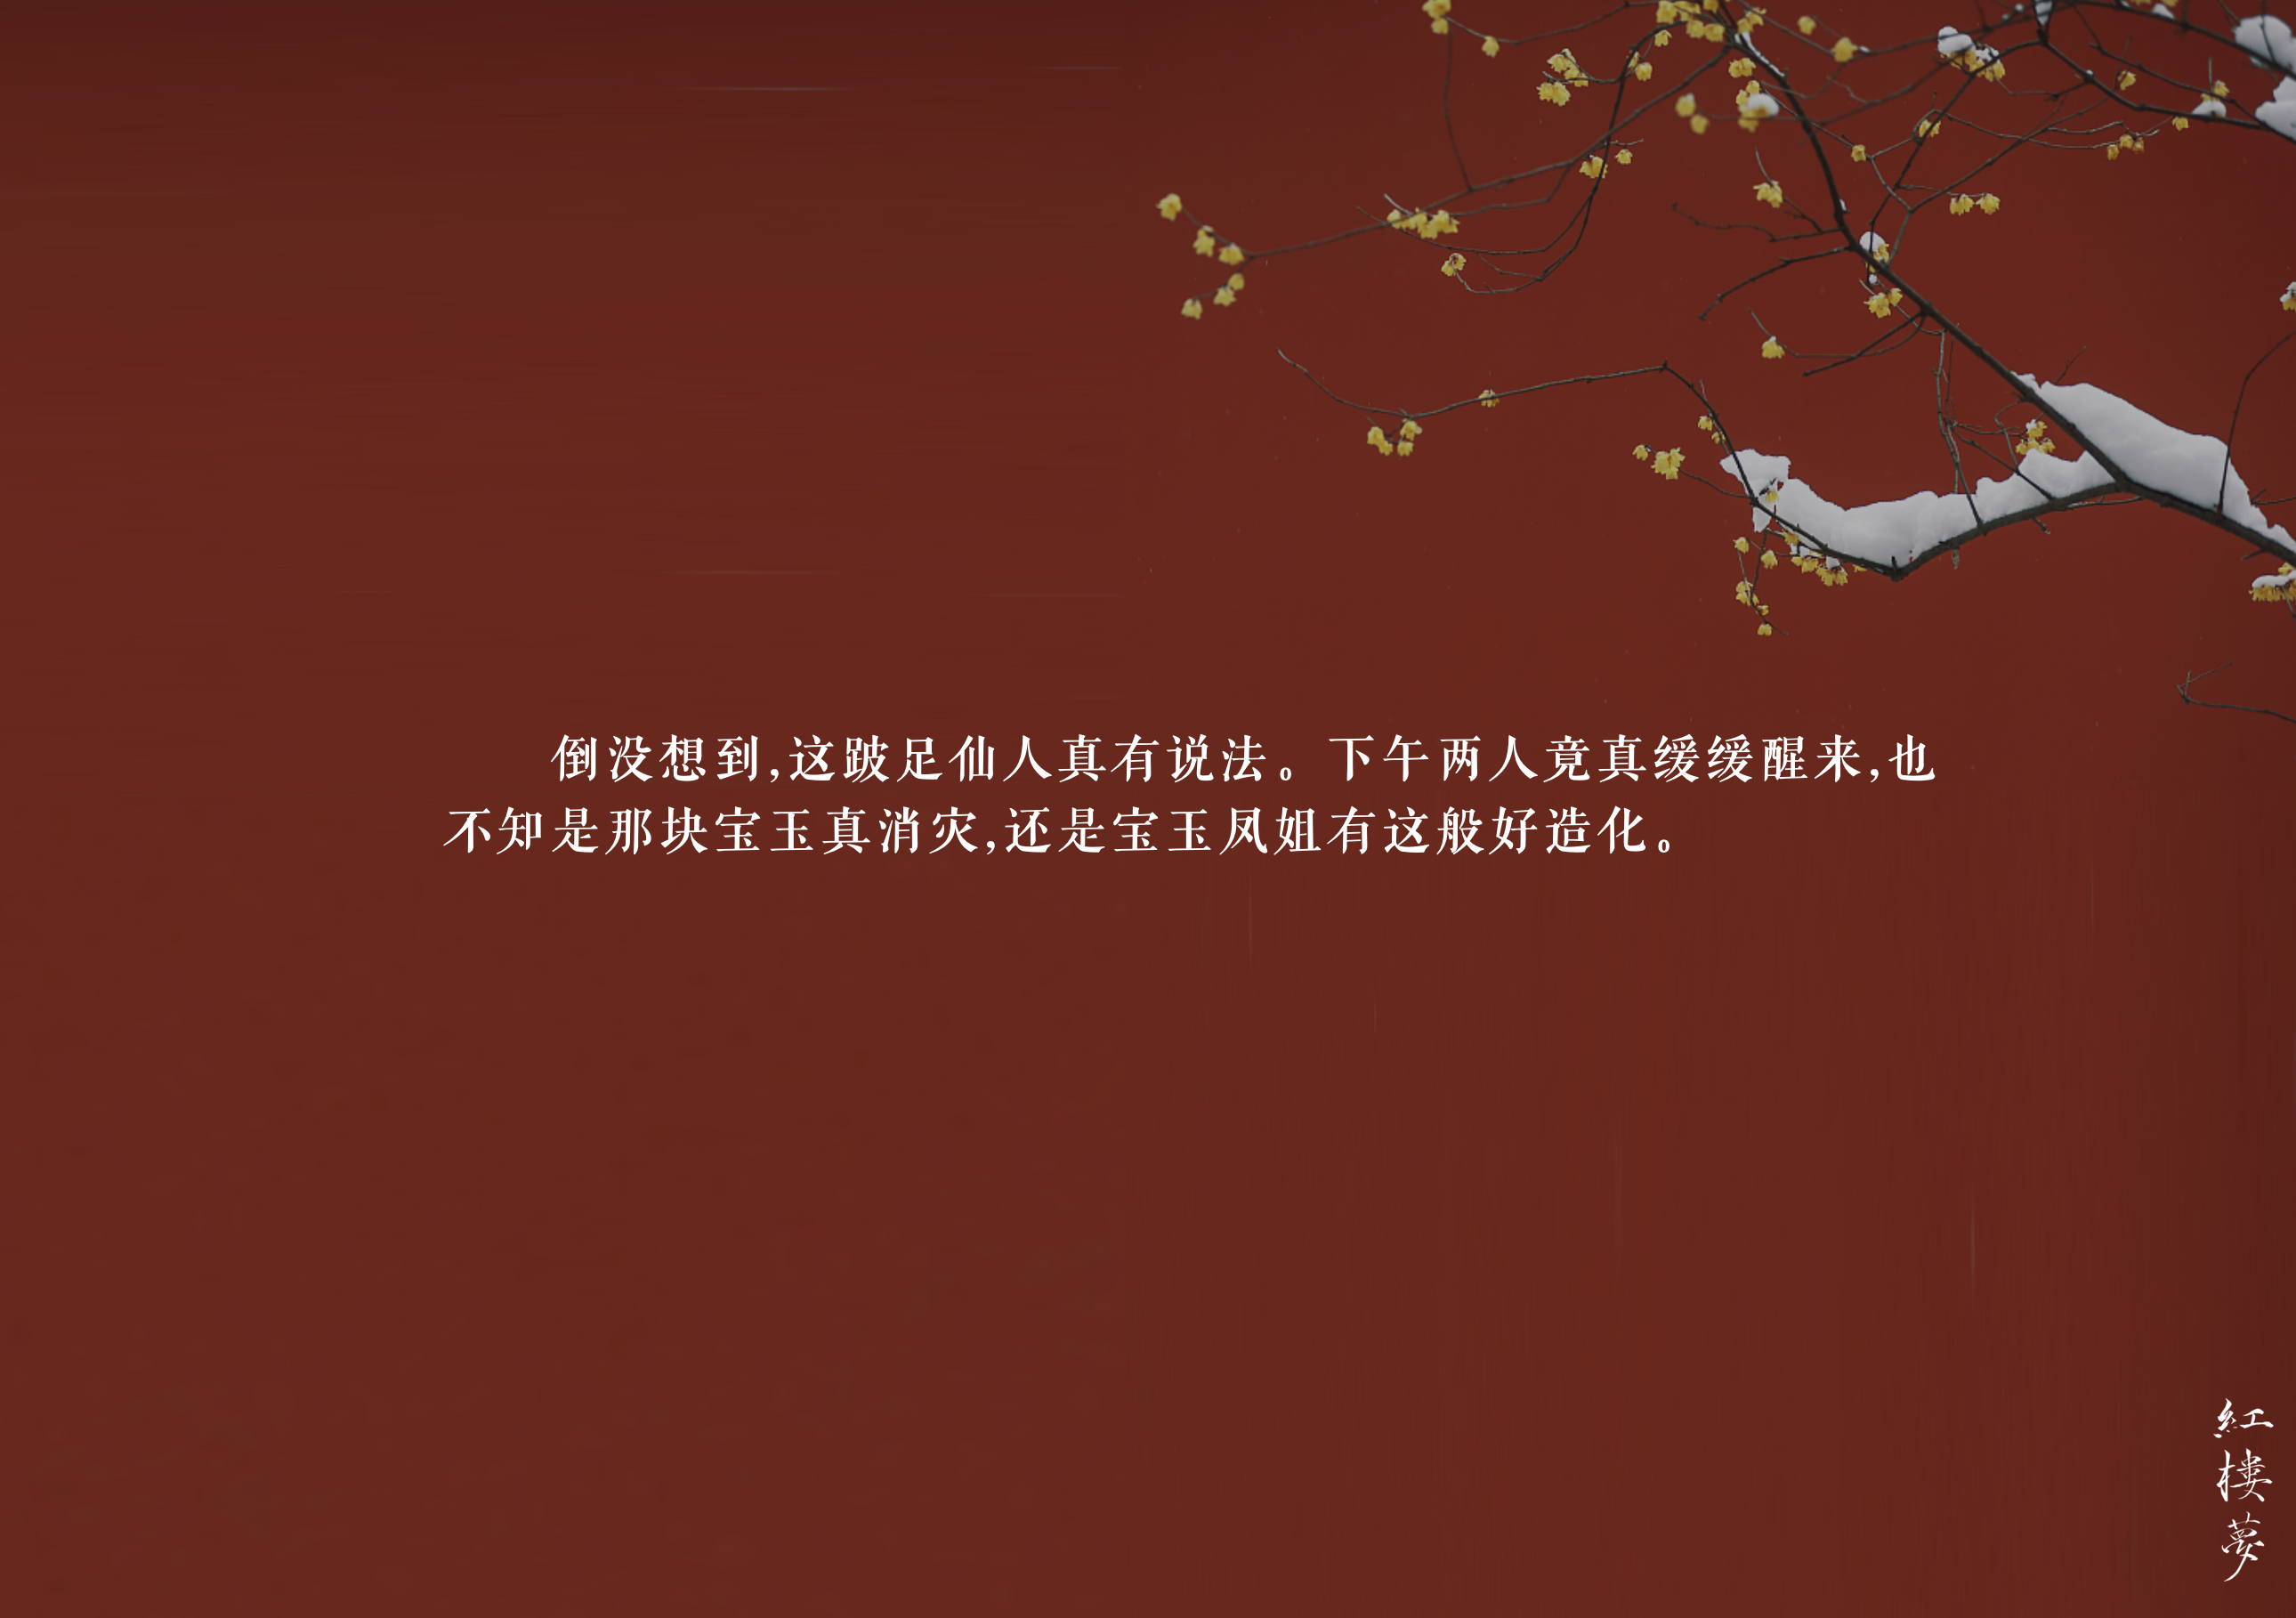 倒没想到,这跛足仙人真有说法。下午两人竟真缓缓醒来,也
不知是那块宝玉真消灾,还是宝玉凤姐有这般好造化。
紅楼夢